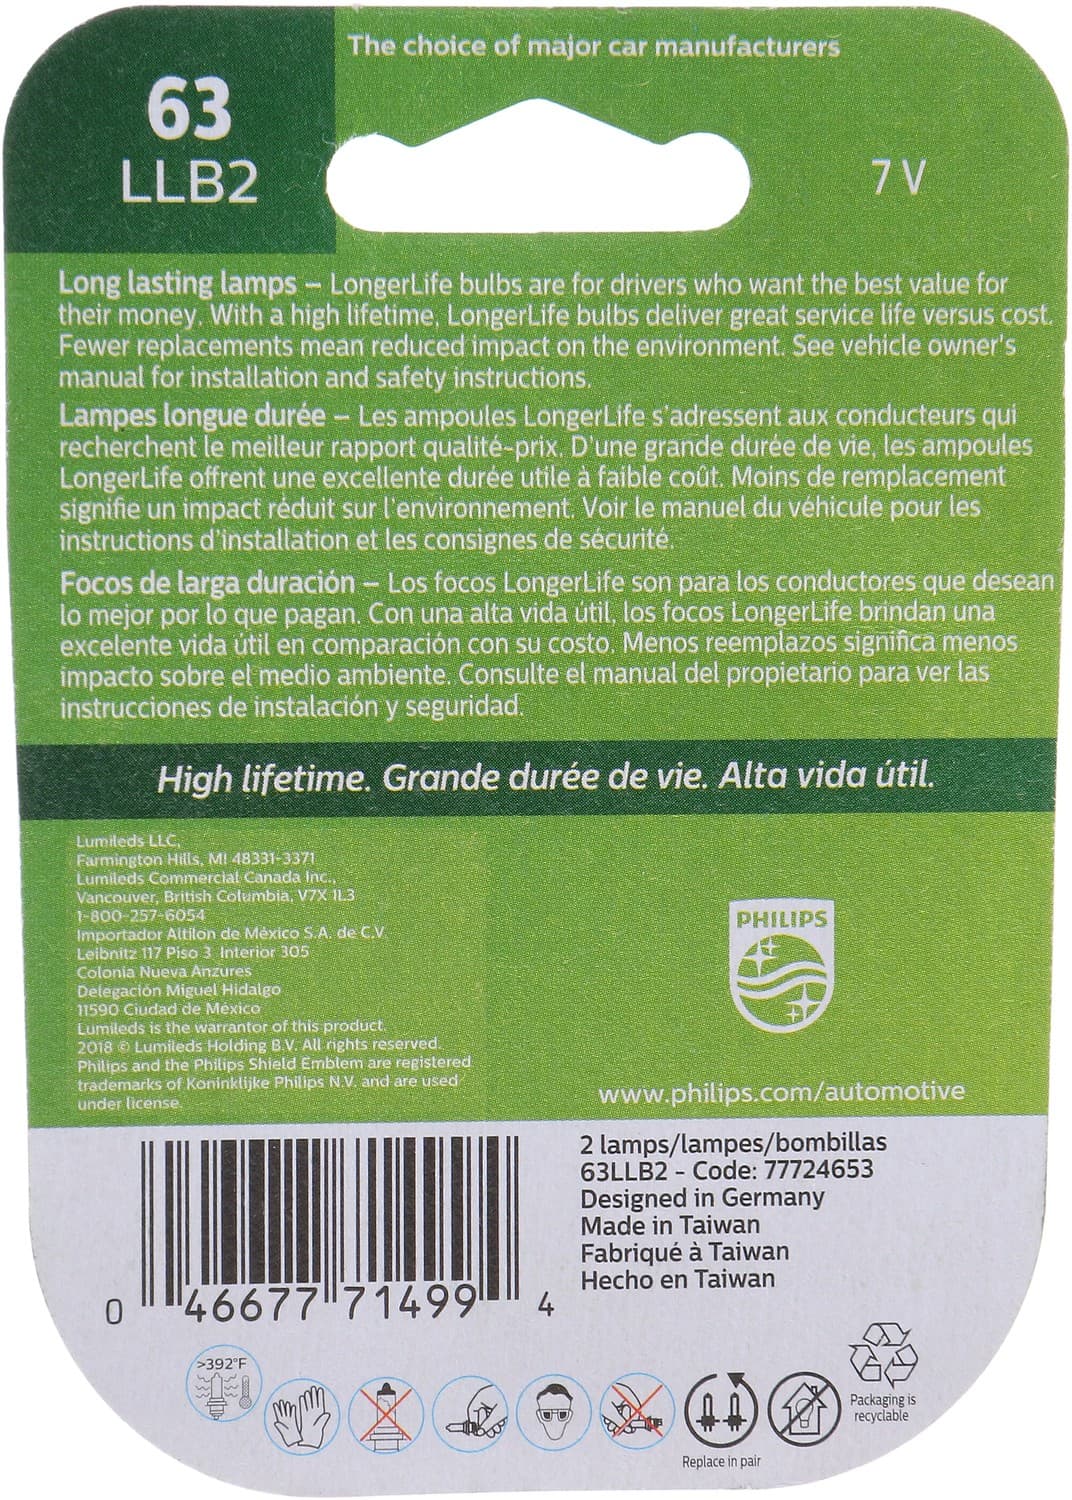 The choice of major car manufacturers
63
LLB2
7 V
Long lasting lamps – LongerLife bulbs are for drivers who want the best value for
their money. With a high lifetime, LongerLife bulbs deliver great service life versus cost.
Fewer replacements mean reduced impact on the environment. See vehicle owner's
manual for installation and safety instructions.
Lampes longue durée – Les ampoules LongerLife s'adressent aux conducteurs qui
recherchent le meilleur rapport qualité-prix. D'une grande durée de vie, les ampoules
LongerLife offrent une excellente durée utile à faible coût. Moins de remplacement
signifie un impact réduit sur l'environnement. Voir le manuel du véhicule pour les
instructions d'installation et les consignes de sécurité.
Focos de larga duración – Los focos LongerLife son para los conductores que desean
lo mejor por lo que pagan. Con una alta vida útil, los focos LongerLife brindan una
excelente vida útil en comparación con su costo. Menos reemplazos significa menos
impacto sobre el medio ambiente. Consulte el manual del propietario para ver las
instrucciones de instalación y seguridad.
High lifetime. Grande durée de vie. Alta vida útil.
Lumileds LLC,
Farmington Hills, MI 48331-3371
Lumileds Commercial Canada Inc.,
Vancouver, British Columbia, V7X 1L3
1-800-257-6054
Importador Altilon de México S.A. de C.V.
Leibnitz 117 Piso 3 Interior 305
Colonia Nueva Anzures
Delegación Miguel Hidalgo
11590 Ciudad de México
Lumileds is the warrantor of this product.
2018 © Lumileds Holding B.V. All rights reserved.
Philips and the Philips Shield Emblem are registered
trademarks of Koninklijke Philips N.V. and are used
under license.
PHILIPS
www.philips.com/automotive
2 lamps/lampes/bombillas
63LLB2 - Code: 77724653
Designed in Germany
Made in Taiwan
Fabriqué à Taiwan
Hecho en Taiwan
0 46677 71499 4
>392°F
Replace in pair
Packaging is
recyclable